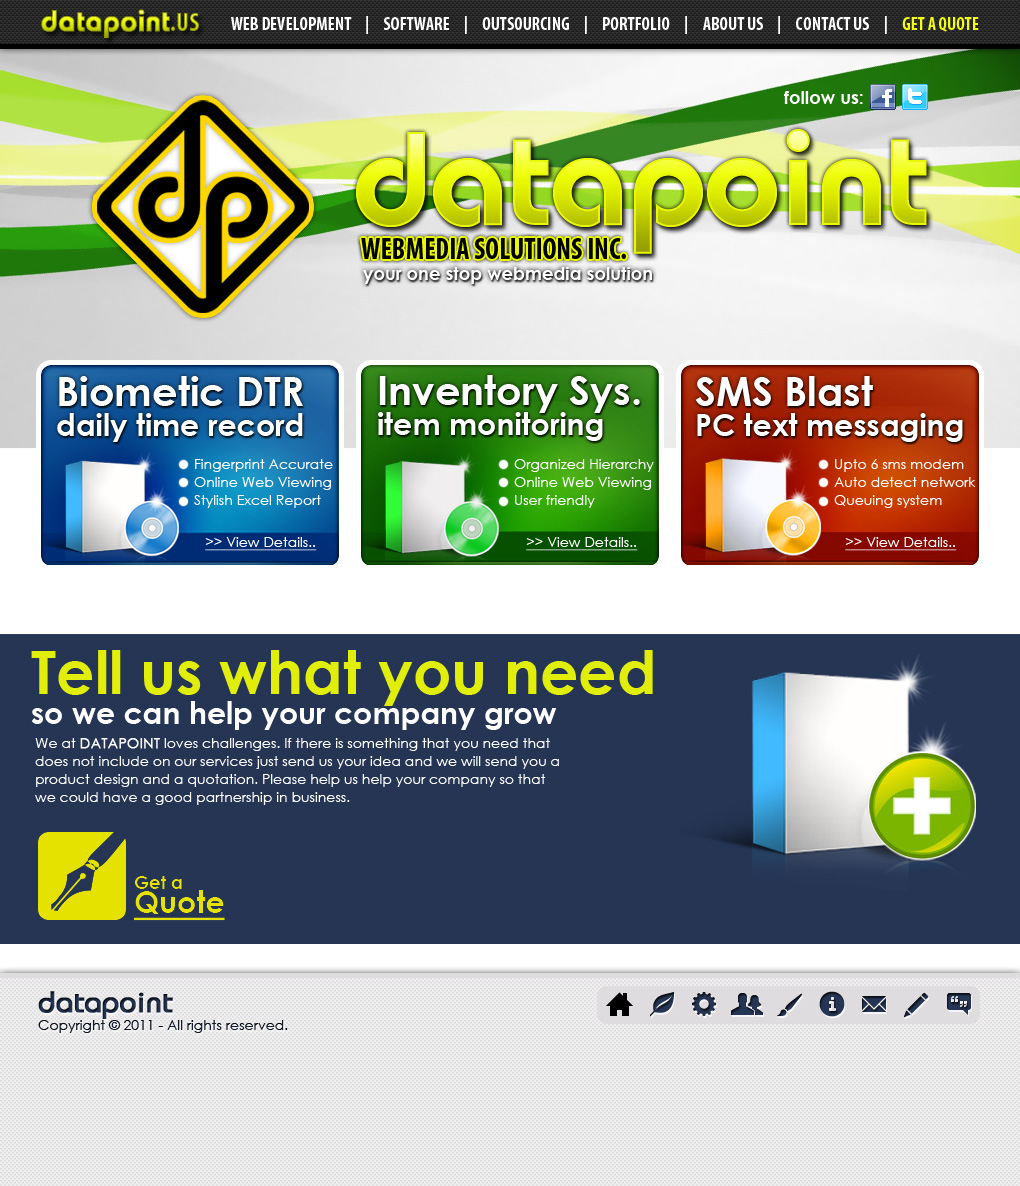 datapoint.US
WEB DEVELOPMENT | SOFTWARE | OUTSOURCING | PORTFOLIO | ABOUT US | CONTACT US | GET A QUOTE
follow us:
dp
datapoint
WEBMEDIA SOLUTIONS INC.
your one stop webmedia solution
Biometic DTR
daily time record
Fingerprint Accurate
Online Web Viewing
Stylish Excel Report
>> View Details..
Inventory Sys.
item monitoring
Organized Hierarchy
Online Web Viewing
User friendly
>> View Details..
SMS Blast
PC text messaging
Upto 6 sms modem
Auto detect network
Queuing system
>> View Details..
Tell us what you need
so we can help your company grow
We at DATAPOINT loves challenges. If there is something that you need that
does not include on our services just send us your idea and we will send you a
product design and a quotation. Please help us help your company so that
we could have a good partnership in business.
Get a
Quote
datapoint
Copyright © 2011 - All rights reserved.